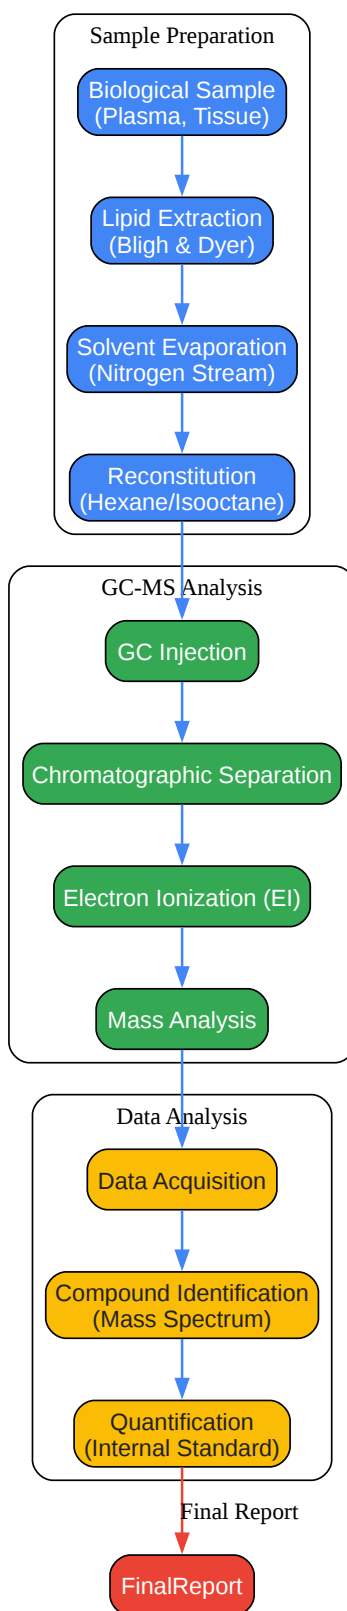 Sample Preparation
Biological Sample
(Plasma, Tissue)
Lipid Extraction
(Bligh & Dyer)
Solvent Evaporation
(Nitrogen Stream)
Reconstitution
(Hexane/Isooctane)
GC-MS Analysis
GC Injection
Chromatographic Separation
Electron Ionization (EI)
Mass Analysis
Data Analysis
Data Acquisition
Compound Identification
(Mass Spectrum)
Quantification
(Internal Standard)
Final Report
FinalReport